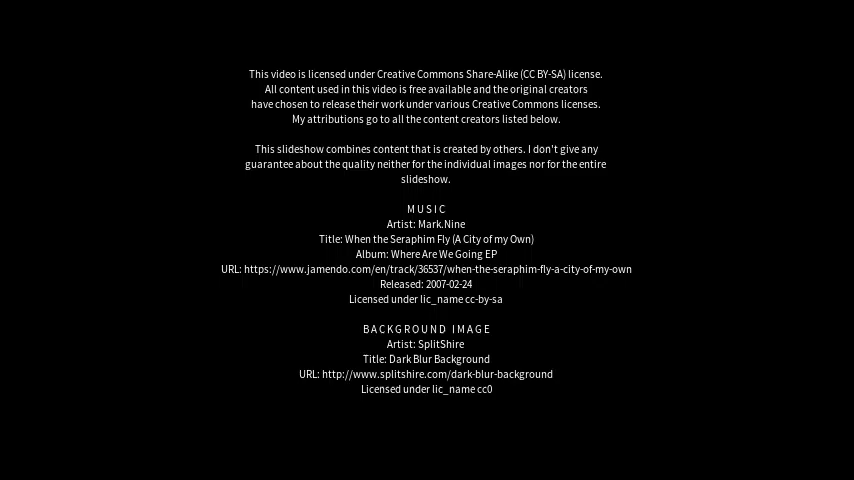 This video is licensed under Creative Commons Share-Alike (CC BY-SA) license.
All content used in this video is free available and the original creators
have chosen to release their work under various Creative Commons licenses.
My attributions go to all the content creators listed below.
This slideshow combines content that is created by others. I don't give any
guarantee about the quality neither for the individual images nor for the entire
slideshow.
MUSIC
Artist: Mark.Nine
Title: When the Seraphim Fly (A City of my Own)
Album: Where Are We Going EP
URL: https://www.jamendo.com/en/track/36537/when-the-seraphim-fly-a-city-of-my-own
Released: 2007-02-24
Licensed under lic_name cc-by-sa
BACKGROUND IMAGE
Artist: SplitShire
Title: Dark Blur Background
URL: http://www.splitshire.com/dark-blur-background
Licensed under lic_name cc0